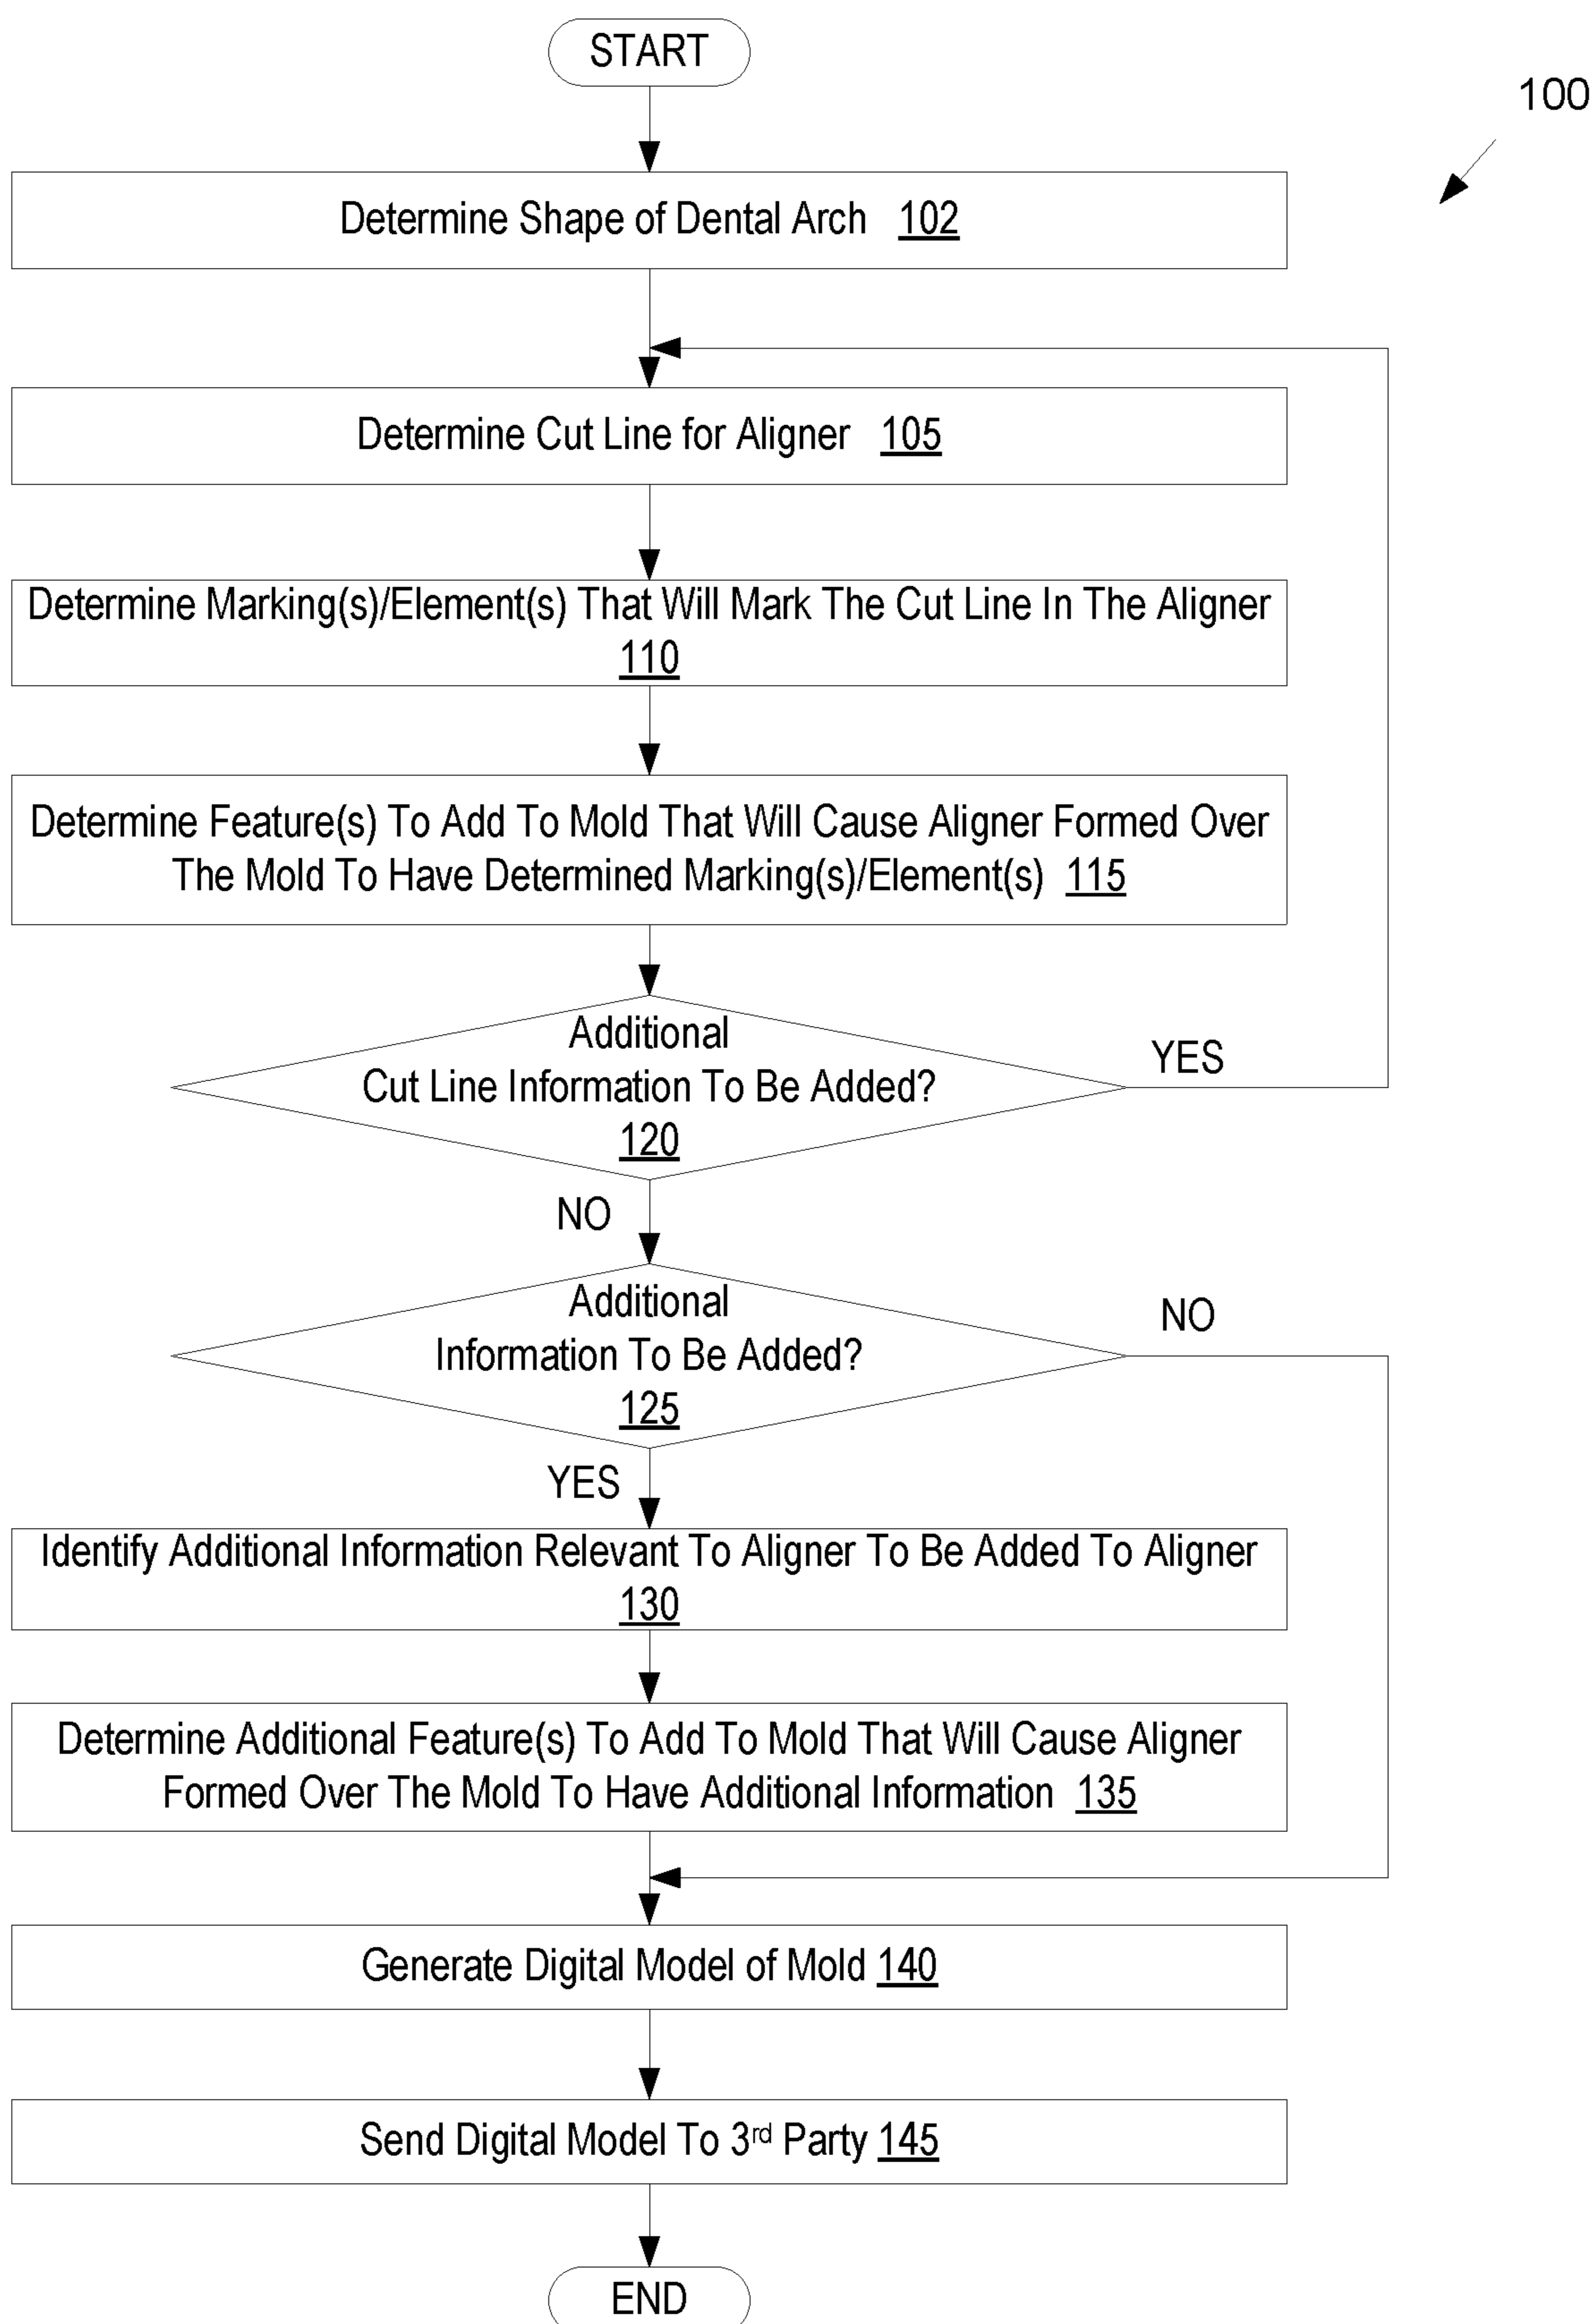 START
100
Determine Shape of Dental Arch 102
Determine Cut Line for Aligner 105
Determine Marking(s)/Element(s) That Will Mark The Cut Line In The Aligner
110
Determine Feature(s) To Add To Mold That Will Cause Aligner Formed Over
The Mold To Have Determined Marking(s)/Element(s) 115
Additional
Cut Line Information To Be Added?
120
YES
NO
Additional
Information To Be Added?
125
NO
YES
Identify Additional Information Relevant To Aligner To Be Added To Aligner
130
Determine Additional Feature(s) To Add To Mold That Will Cause Aligner
Formed Over The Mold To Have Additional Information 135
Generate Digital Model of Mold 140
Send Digital Model To 3rd Party 145
END